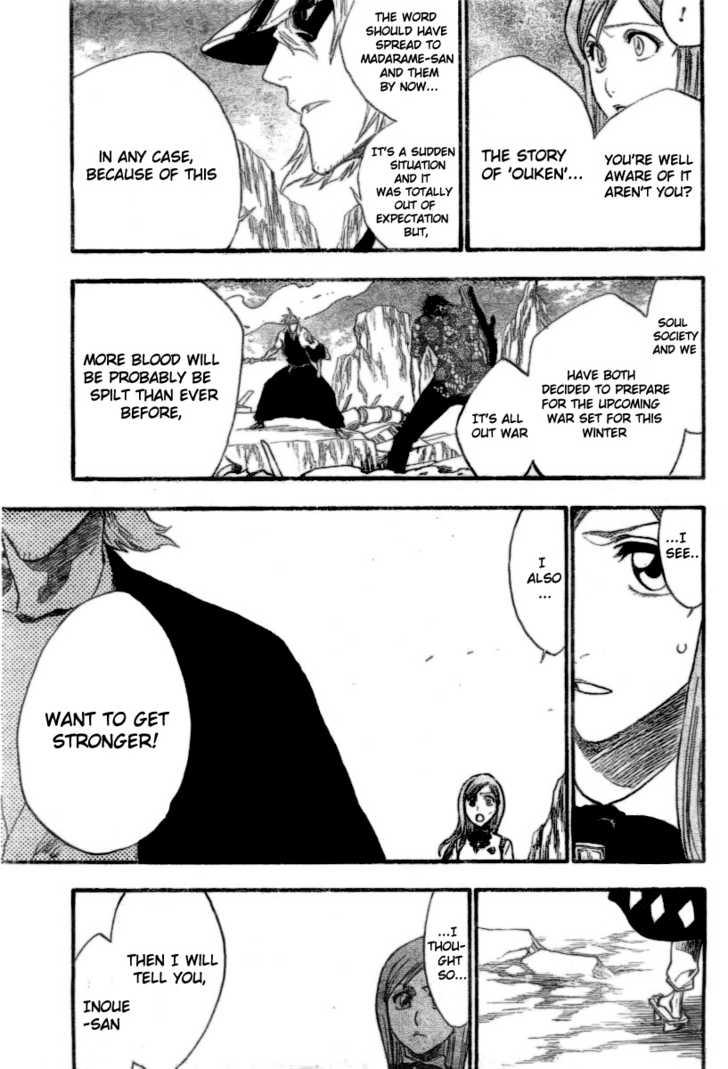 !
YOU'RE WELL
AWARE OF IT
AREN'T YOU?
THE STORY
OF 'OUKEN'...
THE WORD
SHOULD HAVE
SPREAD TO
MADARAME-SAN
AND THEM
BY NOW...
IT'S A SUDDEN
SITUATION
AND IT
WAS TOTALLY
OUT OF
EXPECTATION
BUT,
IN ANY CASE,
BECAUSE OF THIS
SOUL
SOCIETY
AND WE
HAVE BOTH
DECIDED TO PREPARE
FOR THE UPCOMING
WAR SET FOR THIS
WINTER
IT'S ALL
OUT WAR
MORE BLOOD WILL
BE PROBABLY BE
SPILT THAN EVER
BEFORE,
...I
SEE..
I
ALSO
...
WANT TO GET
STRONGER!
...I
THOU-
GHT
SO...
THEN I WILL
TELL YOU,
INOUE
-SAN